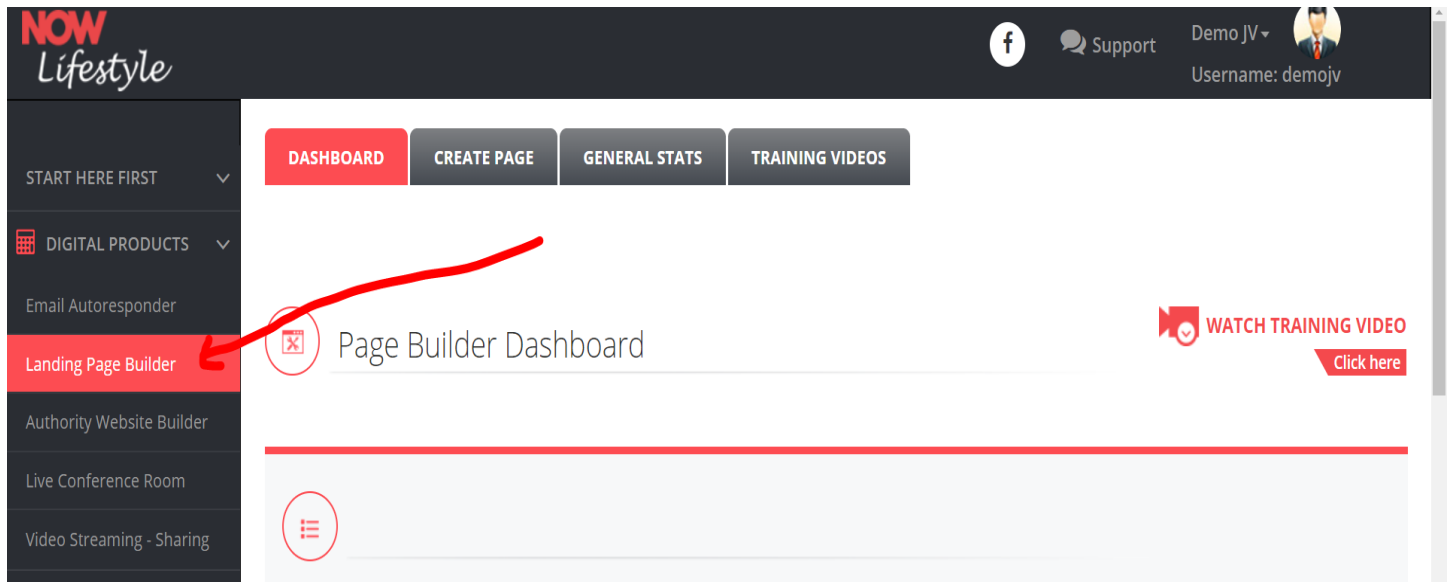 NOW
Lifestyle
f
Support
Demo JV
Username: demojv
START HERE FIRST
DIGITAL PRODUCTS
Email Autoresponder
Landing Page Builder
Authority Website Builder
Live Conference Room
Video Streaming - Sharing
DASHBOARD
CREATE PAGE
GENERAL STATS
TRAINING VIDEOS
Page Builder Dashboard
WATCH TRAINING VIDEO
Click here